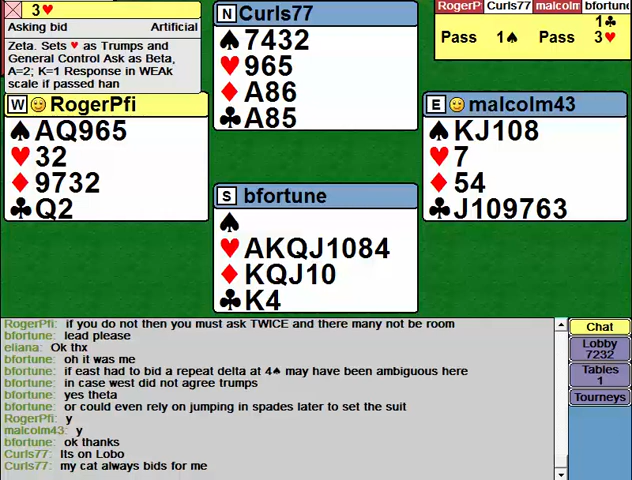 3♥
Asking bid Artificial
Zeta. Sets ♥ as Trumps and
General Control Ask as Beta,
A=2; K=1 Response in WEAk
scale if passed han
N Curls77
♠7432
♥965
♦A86
♣A85
RogerP Curls77 malcolm bfortune
1♣
Pass 1♠ Pass 3♥
W RogerPfi
♠AQ965
♥32
♦9732
♣Q2
E malcolm43
♠KJ108
♥7
♦54
♣J109763
S bfortune
♠
♥AKQJ1084
♦KQJ10
♣K4
RogerPfi: if you do not then you must ask TWICE and there many not be room
bfortune: lead please
eliana: Ok thx
bfortune: oh it was me
bfortune: if east had to bid a repeat delta at 4♠ may have been ambiguous here
bfortune: in case west did not agree trumps
bfortune: yes theta
bfortune: or could even rely on jumping in spades later to set the suit
RogerPfi: y
malcolm43: y
bfortune: ok thanks
Curls77: Its on Lobo
Curls77: my cat always bids for me
Chat
Lobby
7232
Tables
1
Tourneys